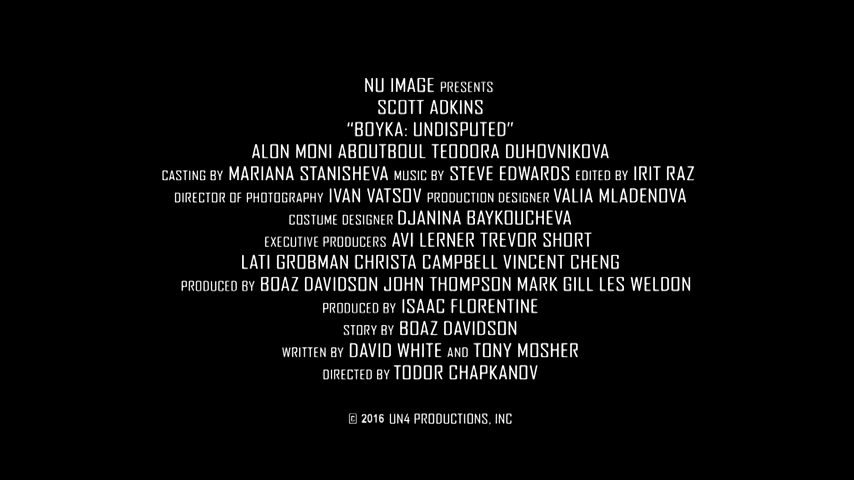 NU IMAGE PRESENTS
SCOTT ADKINS
“BOYKA: UNDISPUTED”
ALON MONI ABOUTBOUL TEODORA DUHOVNIKOVA
CASTING BY MARIANA STANISHEVA MUSIC BY STEVE EDWARDS EDITED BY IRIT RAZ
DIRECTOR OF PHOTOGRAPHY IVAN VATSOV PRODUCTION DESIGNER VALIA MLADENOVA
COSTUME DESIGNER DJANINA BAYKOUCHEVA
EXECUTIVE PRODUCERS AVI LERNER TREVOR SHORT
LATI GROBMAN CHRISTA CAMPBELL VINCENT CHENG
PRODUCED BY BOAZ DAVIDSON JOHN THOMPSON MARK GILL LES WELDON
PRODUCED BY ISAAC FLORENTINE
STORY BY BOAZ DAVIDSON
WRITTEN BY DAVID WHITE AND TONY MOSHER
DIRECTED BY TODOR CHAPKANOV
© 2016 UN4 PRODUCTIONS, INC